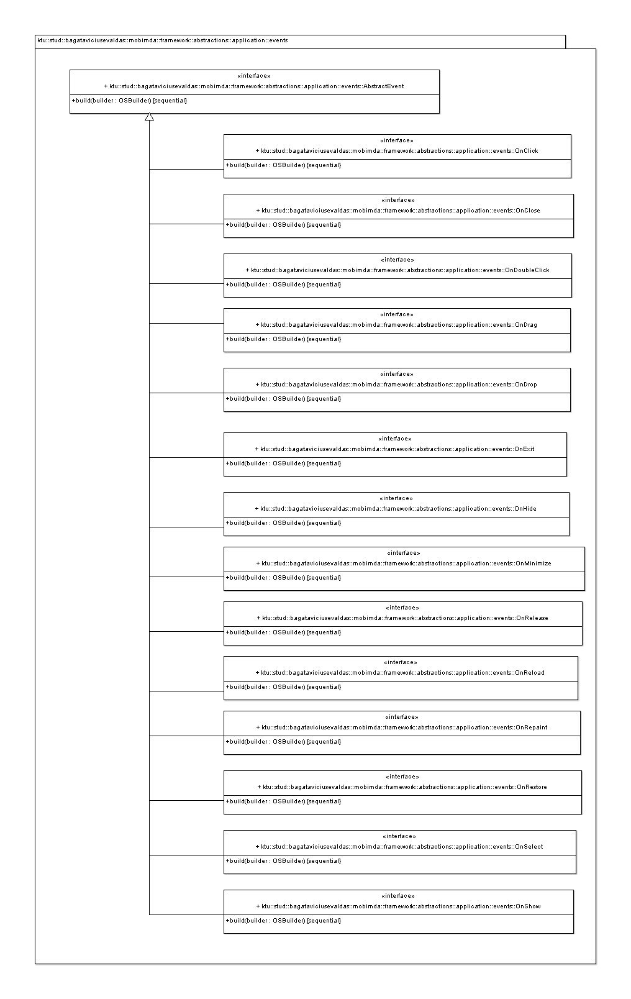 ktu::stud::bagataviciusevaldas::mobimda::framework::abstractions::application::events
«interface»
+ ktu::stud::bagataviciusevaldas::mobimda::framework::abstractions::application::events::AbstractEvent
+build(builder : OSBuilder) {sequential}
«interface»
+ ktu::stud::bagataviciusevaldas::mobimda::framework::abstractions::application::events::OnClick
+build(builder : OSBuilder) {sequential}
«interface»
+ ktu::stud::bagataviciusevaldas::mobimda::framework::abstractions::application::events::OnClose
+build(builder : OSBuilder) {sequential}
«interface»
+ ktu::stud::bagataviciusevaldas::mobimda::framework::abstractions::application::events::OnDoubleClick
+build(builder : OSBuilder) {sequential}
«interface»
+ ktu::stud::bagataviciusevaldas::mobimda::framework::abstractions::application::events::OnDrag
+build(builder : OSBuilder) {sequential}
«interface»
+ ktu::stud::bagataviciusevaldas::mobimda::framework::abstractions::application::events::OnDrop
+build(builder : OSBuilder) {sequential}
«interface»
+ ktu::stud::bagataviciusevaldas::mobimda::framework::abstractions::application::events::OnExit
+build(builder : OSBuilder) {sequential}
«interface»
+ ktu::stud::bagataviciusevaldas::mobimda::framework::abstractions::application::events::OnHide
+build(builder : OSBuilder) {sequential}
«interface»
+ ktu::stud::bagataviciusevaldas::mobimda::framework::abstractions::application::events::OnMinimize
+build(builder : OSBuilder) {sequential}
«interface»
+ ktu::stud::bagataviciusevaldas::mobimda::framework::abstractions::application::events::OnRelease
+build(builder : OSBuilder) {sequential}
«interface»
+ ktu::stud::bagataviciusevaldas::mobimda::framework::abstractions::application::events::OnReload
+build(builder : OSBuilder) {sequential}
«interface»
+ ktu::stud::bagataviciusevaldas::mobimda::framework::abstractions::application::events::OnRepaint
+build(builder : OSBuilder) {sequential}
«interface»
+ ktu::stud::bagataviciusevaldas::mobimda::framework::abstractions::application::events::OnRestore
+build(builder : OSBuilder) {sequential}
«interface»
+ ktu::stud::bagataviciusevaldas::mobimda::framework::abstractions::application::events::OnSelect
+build(builder : OSBuilder) {sequential}
«interface»
+ ktu::stud::bagataviciusevaldas::mobimda::framework::abstractions::application::events::OnShow
+build(builder : OSBuilder) {sequential}